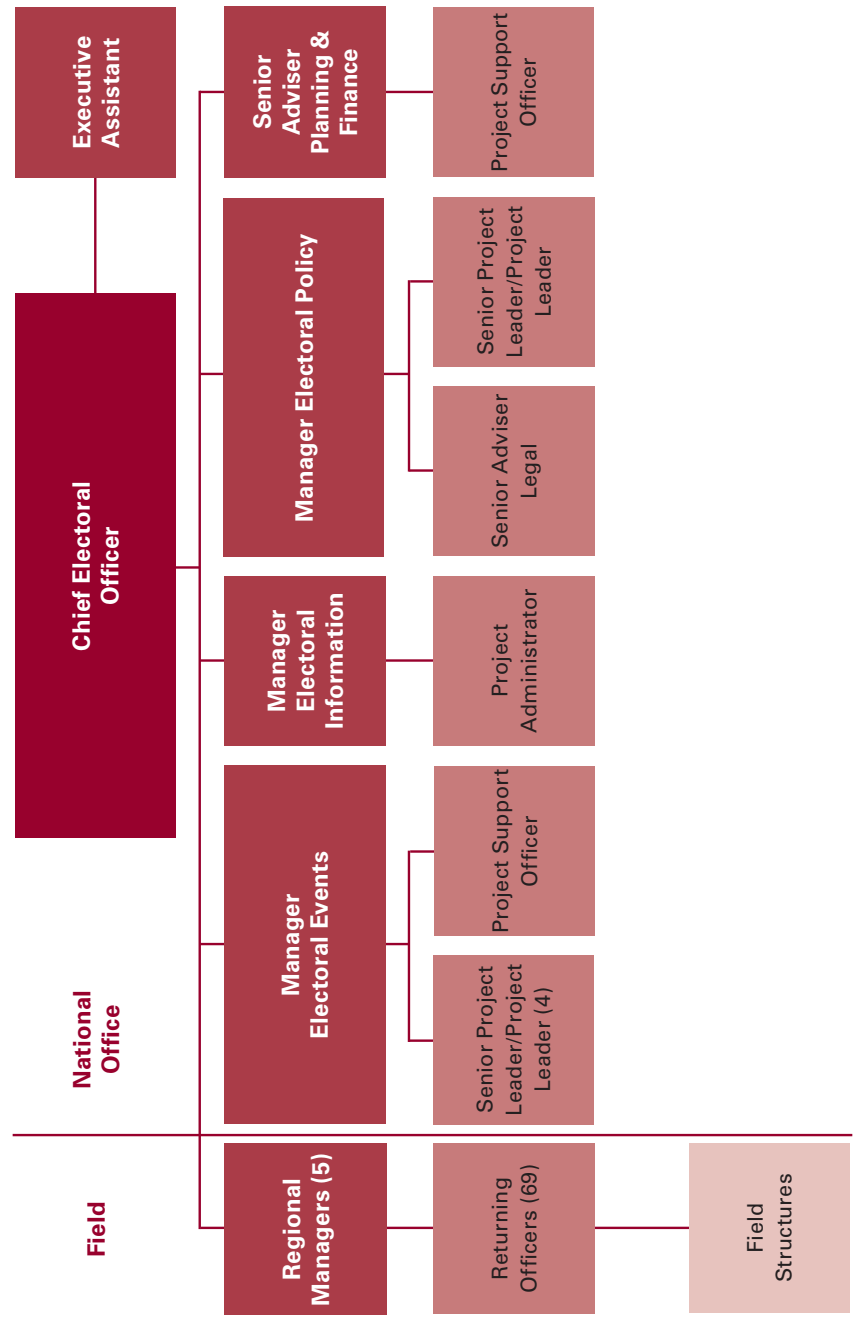 Field
National
Office
Chief Electoral
Officer
Executive
Assistant
Regional
Managers (5)
Manager
Electoral Events
Manager
Electoral
Information
Manager Electoral Policy
Senior
Adviser
Planning &
Finance
Returning
Officers (69)
Senior Project
Leader/Project
Leader (4)
Project Support
Officer
Project
Administrator
Senior Adviser
Legal
Senior Project
Leader/Project
Leader
Project Support
Officer
Field
Structures